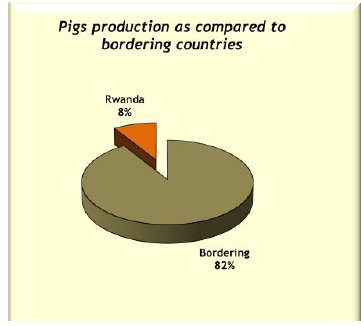 Pigs production as compared to
bordering countries
Rwanda
8%
Bordering
82%